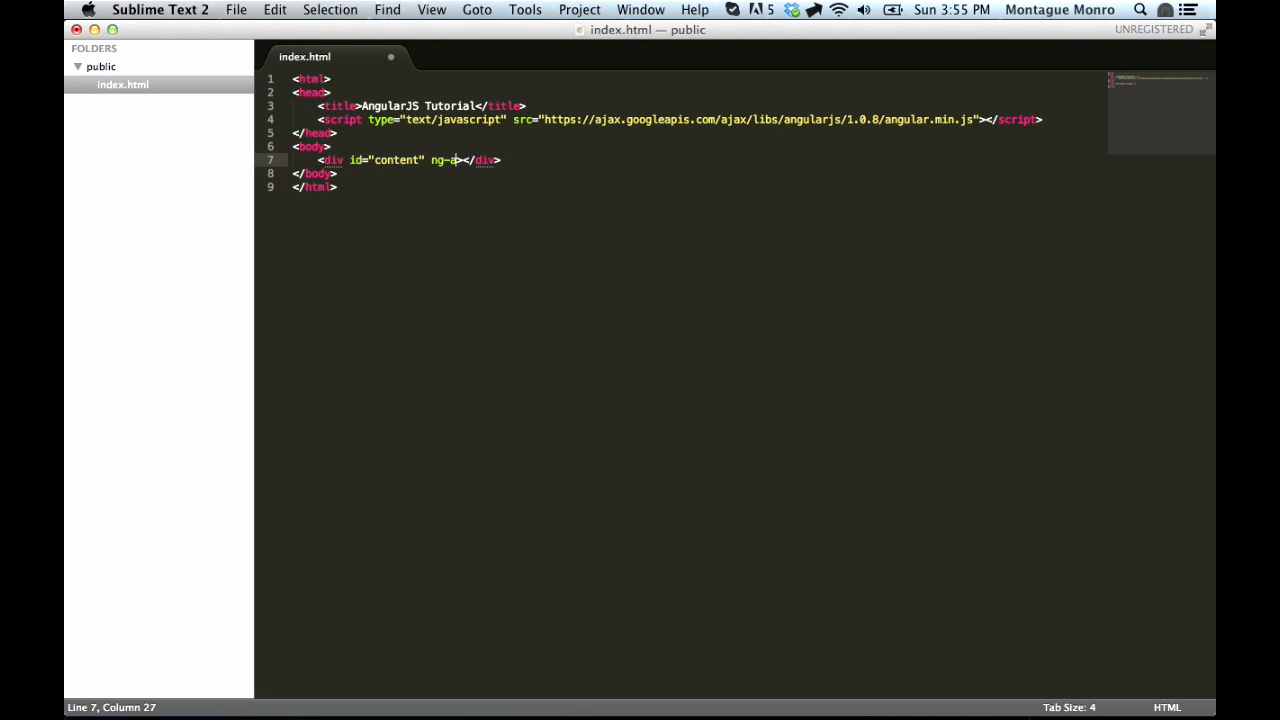 Sublime Text 2 File Edit Selection Find View Goto Tools Project Window Help 5 Sun 3:55 PM Montague Monro
index.html — public UNREGISTERED
FOLDERS
public
index.html
index.html
1 <html>
2 <head>
3 <title>AngularJS Tutorial</title>
4 <script type="text/javascript" src="https://ajax.googleapis.com/ajax/libs/angularjs/1.0.8/angular.min.js"></script>
5 </head>
6 <body>
7 <div id="content" ng-a></div>
8 </body>
9 </html>
Line 7, Column 27 Tab Size: 4 HTML